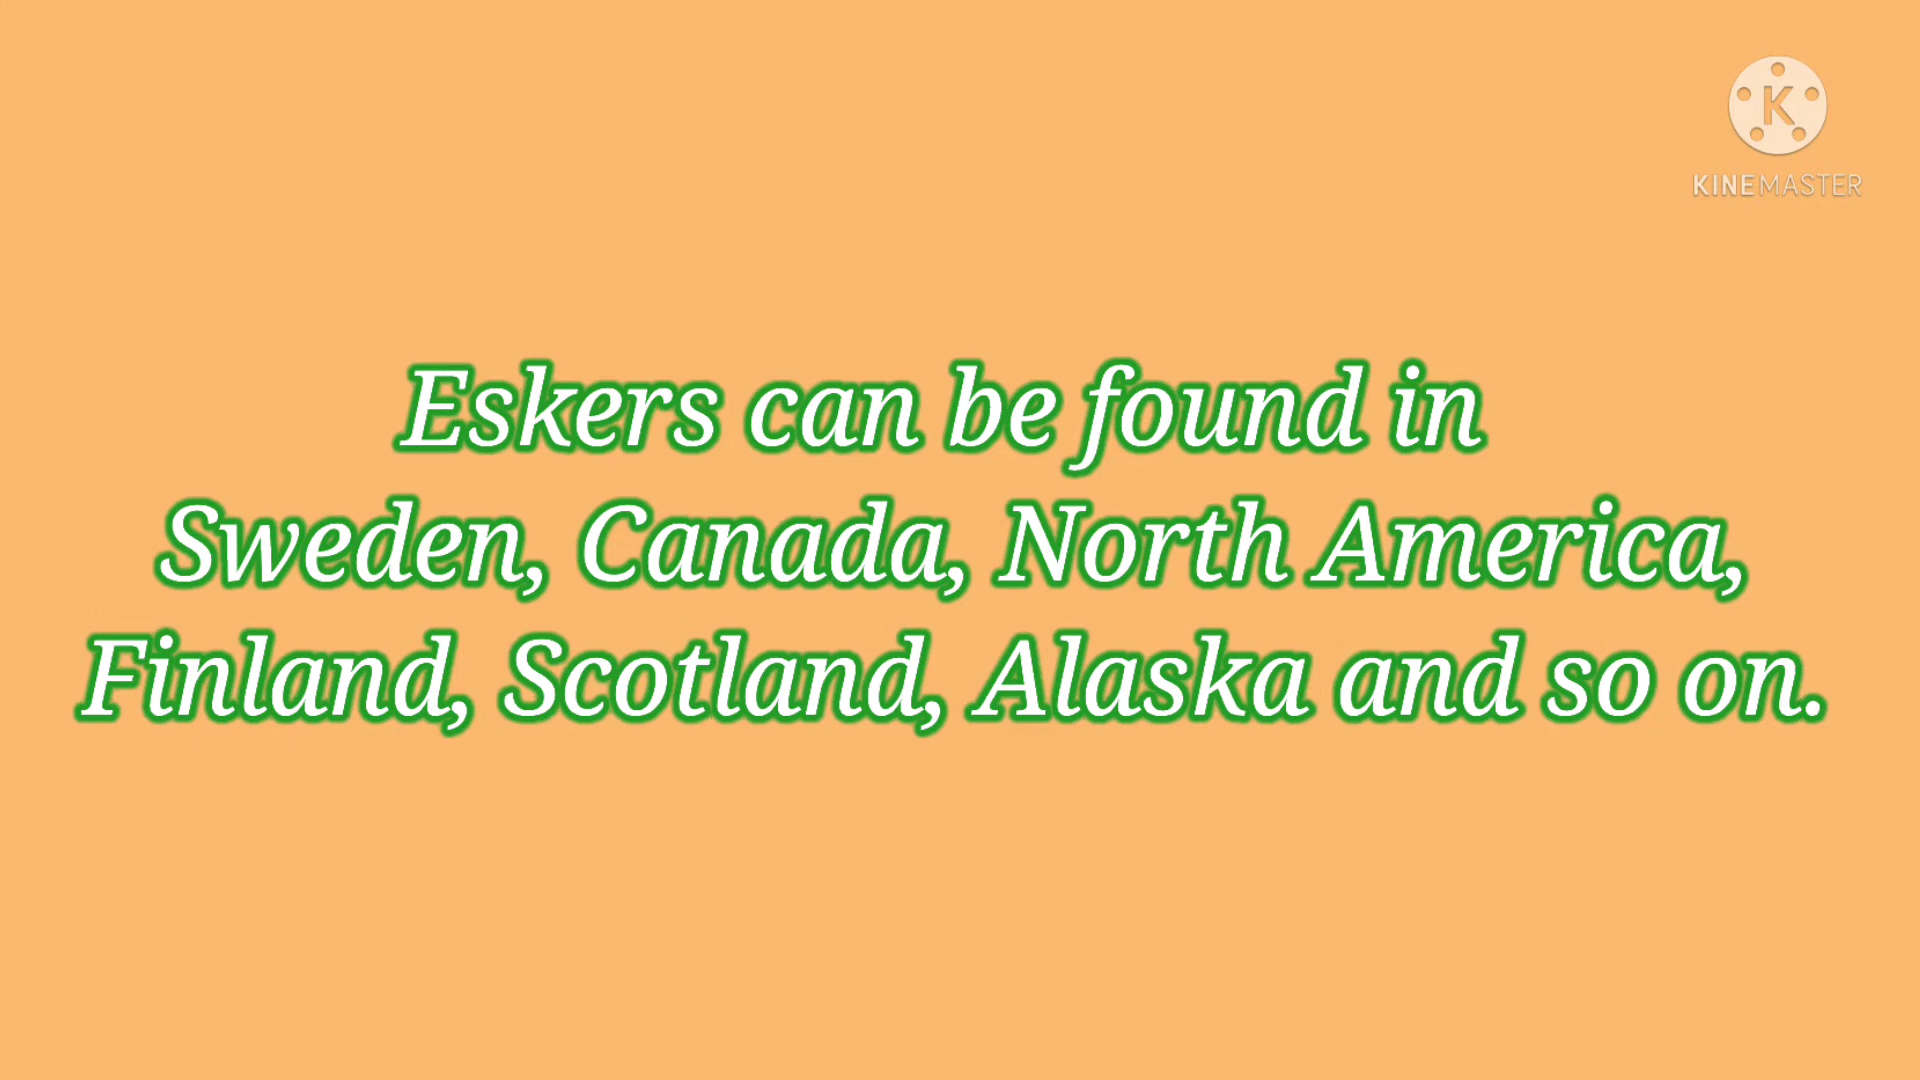 K
KINEMASTER
Eskers can be found in
Sweden, Canada, North America,
Finland, Scotland, Alaska and so on.